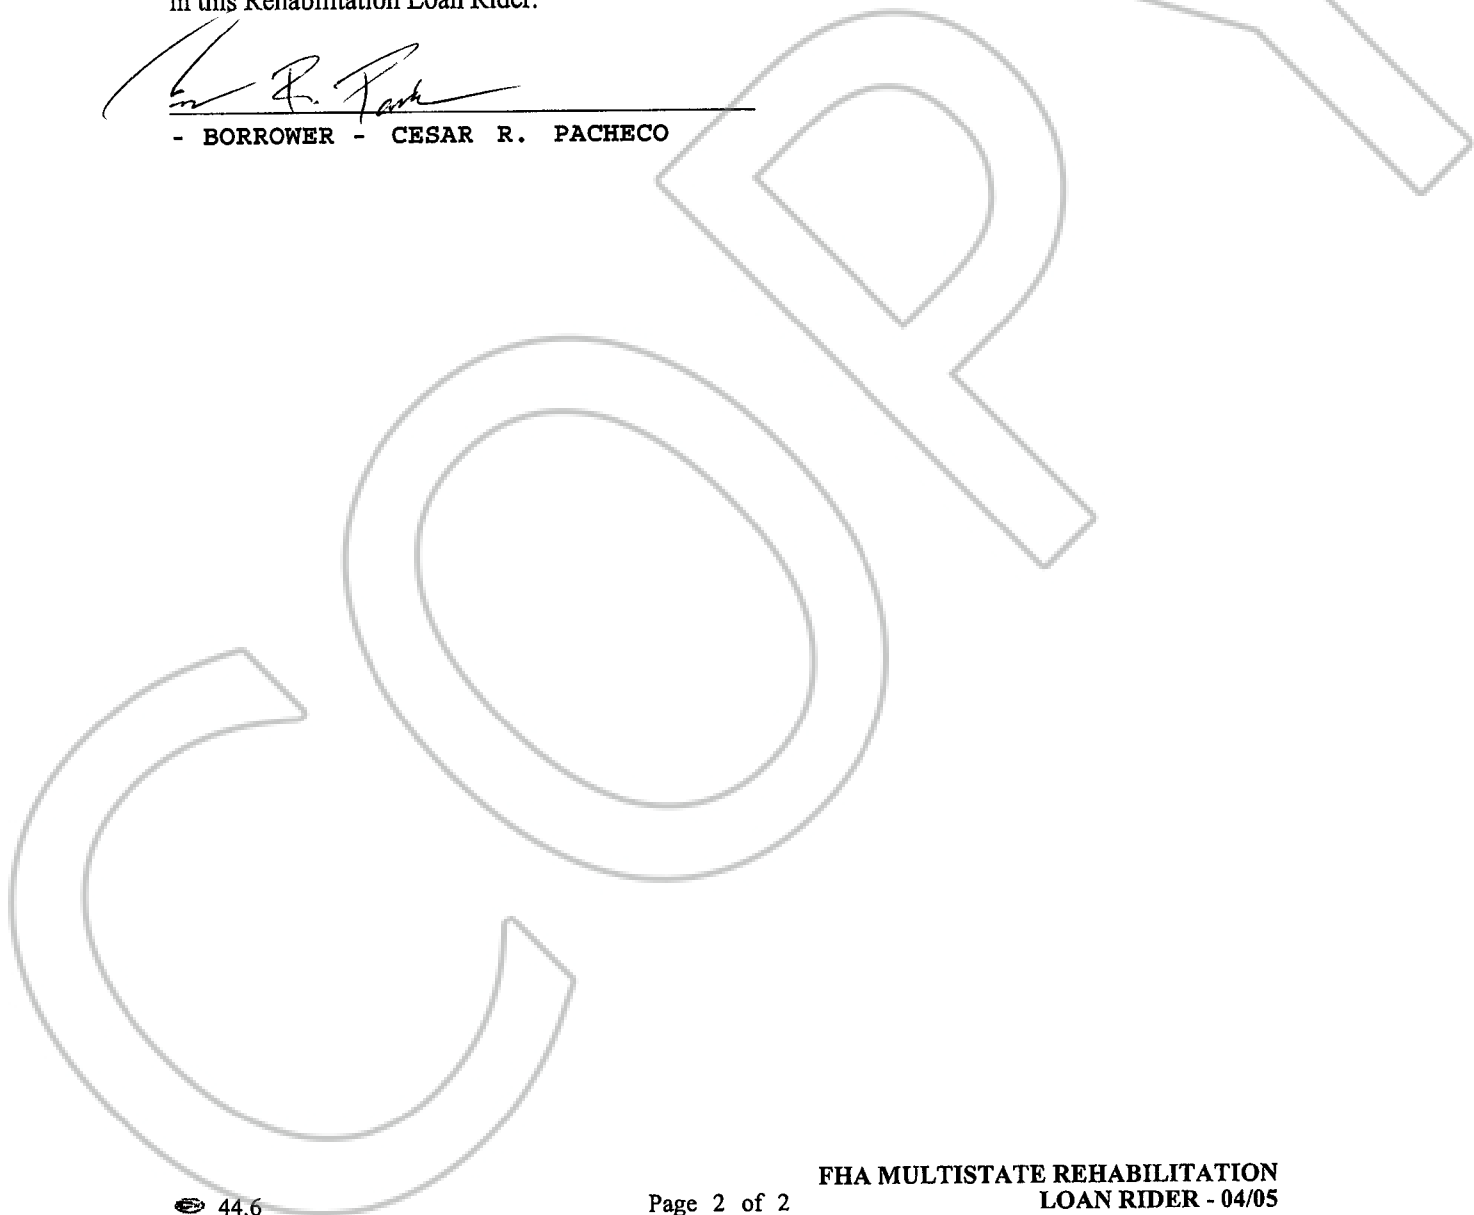 in this Rehabilitation Loan Rider.
- BORROWER - CESAR R. PACHECO
COPY
FHA MULTISTATE REHABILITATION
44.6 Page 2 of 2 LOAN RIDER - 04/05